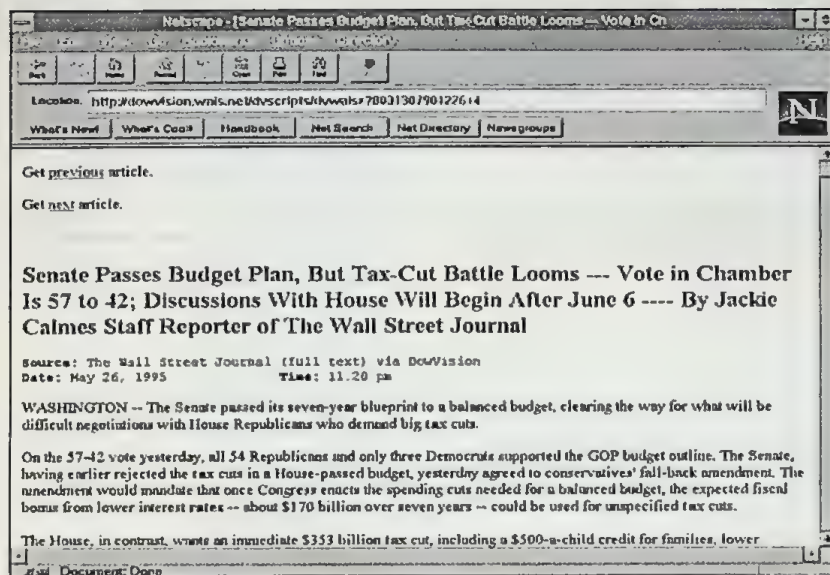 Netscape - [Senate Passes Budget Plan, But Tax-Cut Battle Looms --- Vote in Ch
Back Home Reload Open Print Find
Location: http://dowvision.wais.net/
What's New! What's Cool! Handbook Net Search Net Directory Newsgroups
N
Get previous article.
Get next article.
Senate Passes Budget Plan, But Tax-Cut Battle Looms --- Vote in Chamber
Is 57 to 42; Discussions With House Will Begin After June 6 ---- By Jackie
Calmes Staff Reporter of The Wall Street Journal
Source: The Wall Street Journal (full text) via DowVision
Date: May 26, 1995 Time: 11.20 pm
WASHINGTON -- The Senate passed its seven-year blueprint to a balanced budget, clearing the way for what will be
difficult negotiations with House Republicans who demand big tax cuts.
On the 57-42 vote yesterday, all 54 Republicans and only three Democrats supported the GOP budget outline. The Senate,
having earlier rejected the tax cuts in a House-passed budget, yesterday agreed to conservatives' fall-back amendment. The
amendment would mandate that once Congress enacts the spending cuts needed for a balanced budget, the expected fiscal
bonus from lower interest rates -- about $170 billion over seven years -- could be used for unspecified tax cuts.
The House, in contrast, wants an immediate $353 billion tax cut, including a $500-a-child credit for families, lower
Document: Done